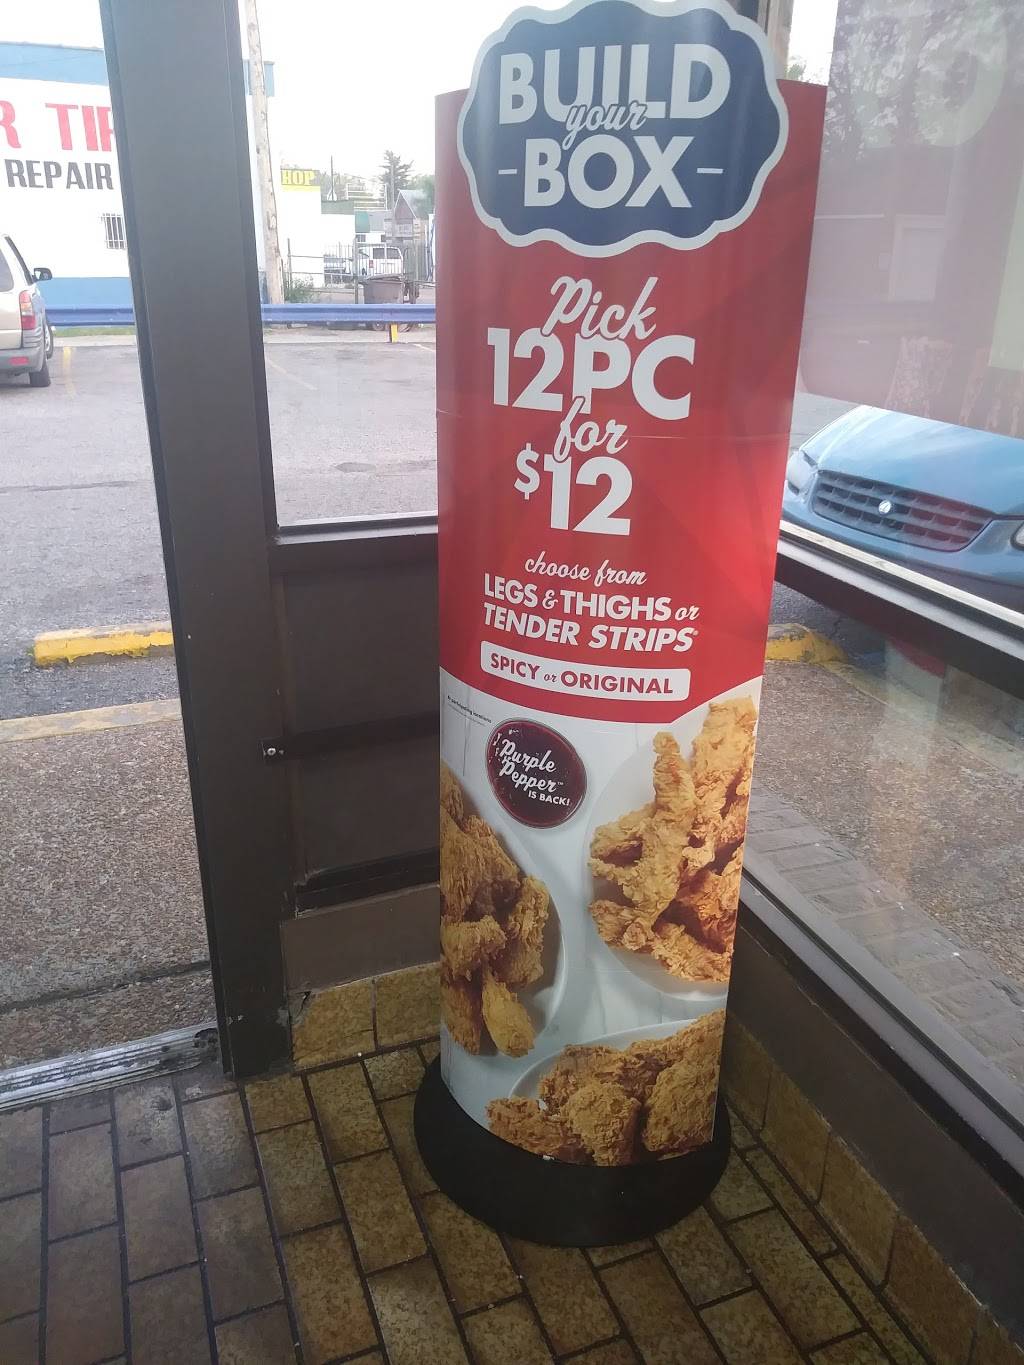 BUILD
your
-BOX-
Pick
12PC
for
$12
choose from
LEGS & THIGHS or
TENDER STRIPS®
SPICY or ORIGINAL
Purple
Pepper™
IS BACK!
R TIR
REPAIR
HOP